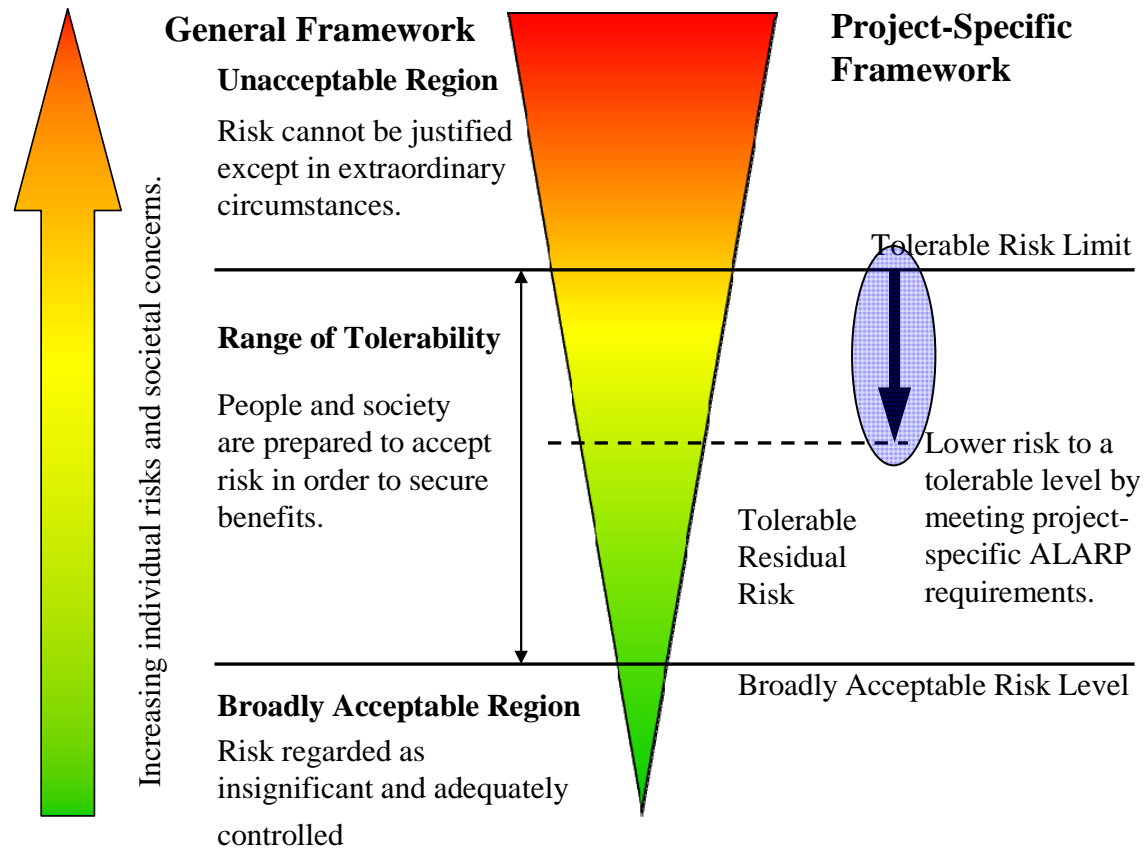 General Framework
Unacceptable Region
Risk cannot be justified
except in extraordinary
circumstances.
Project-Specific
Framework
Tolerable Risk Limit
Increasing individual risks and societal concerns.
Range of Tolerability
People and society
are prepared to accept
risk in order to secure
benefits.
Tolerable
Residual
Risk
Lower risk to a
tolerable level by
meeting project-
specific ALARP
requirements.
Broadly Acceptable Risk Level
Broadly Acceptable Region
Risk regarded as
insignificant and adequately
controlled